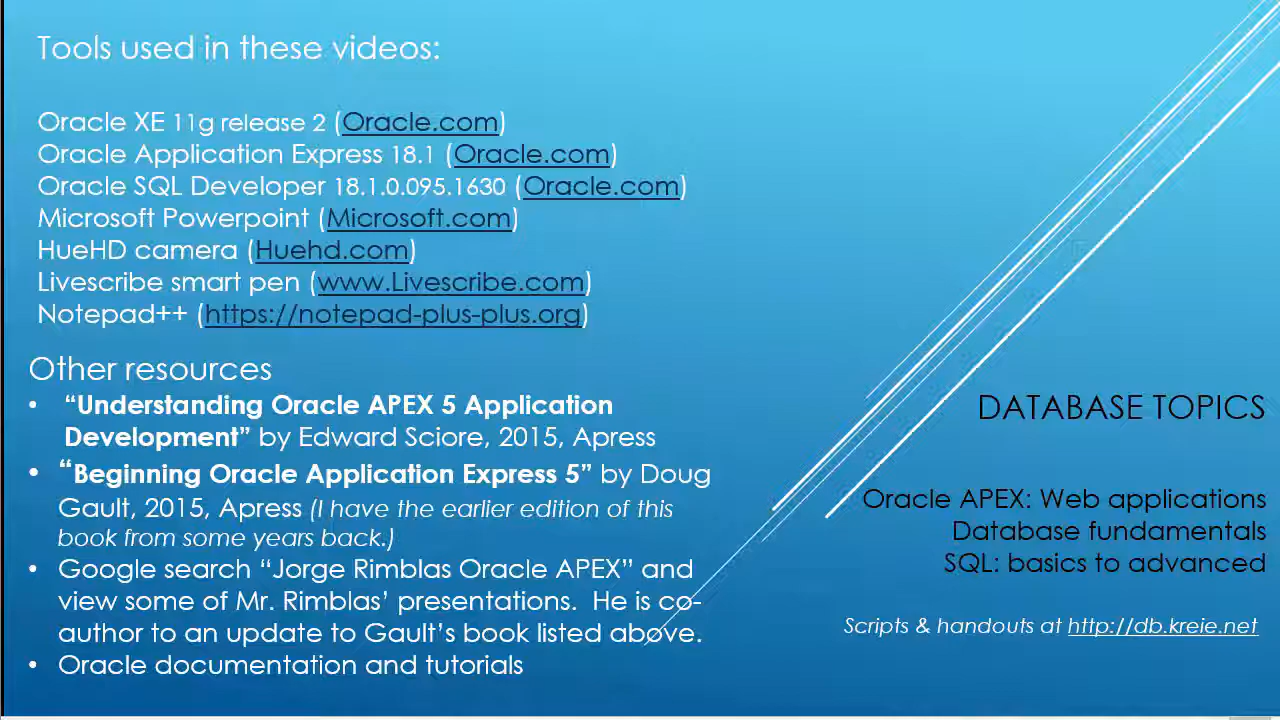 Tools used in these videos:
Oracle XE 11g release 2 (Oracle.com)
Oracle Application Express 18.1 (Oracle.com)
Oracle SQL Developer 18.1.0.095.1630 (Oracle.com)
Microsoft Powerpoint (Microsoft.com)
HueHD camera (Huehd.com)
Livescribe smart pen (www.Livescribe.com)
Notepad++ (https://notepad-plus-plus.org)
Other resources
• “Understanding Oracle APEX 5 Application
Development” by Edward Sciore, 2015, Apress
• “Beginning Oracle Application Express 5” by Doug
Gault, 2015, Apress (I have the earlier edition of this
book from some years back.)
• Google search “Jorge Rimblas Oracle APEX” and
view some of Mr. Rimblas’ presentations.  He is co-
author to an update to Gault’s book listed above.
• Oracle documentation and tutorials
DATABASE TOPICS
Oracle APEX: Web applications
Database fundamentals
SQL: basics to advanced
Scripts & handouts at http://db.kreie.net